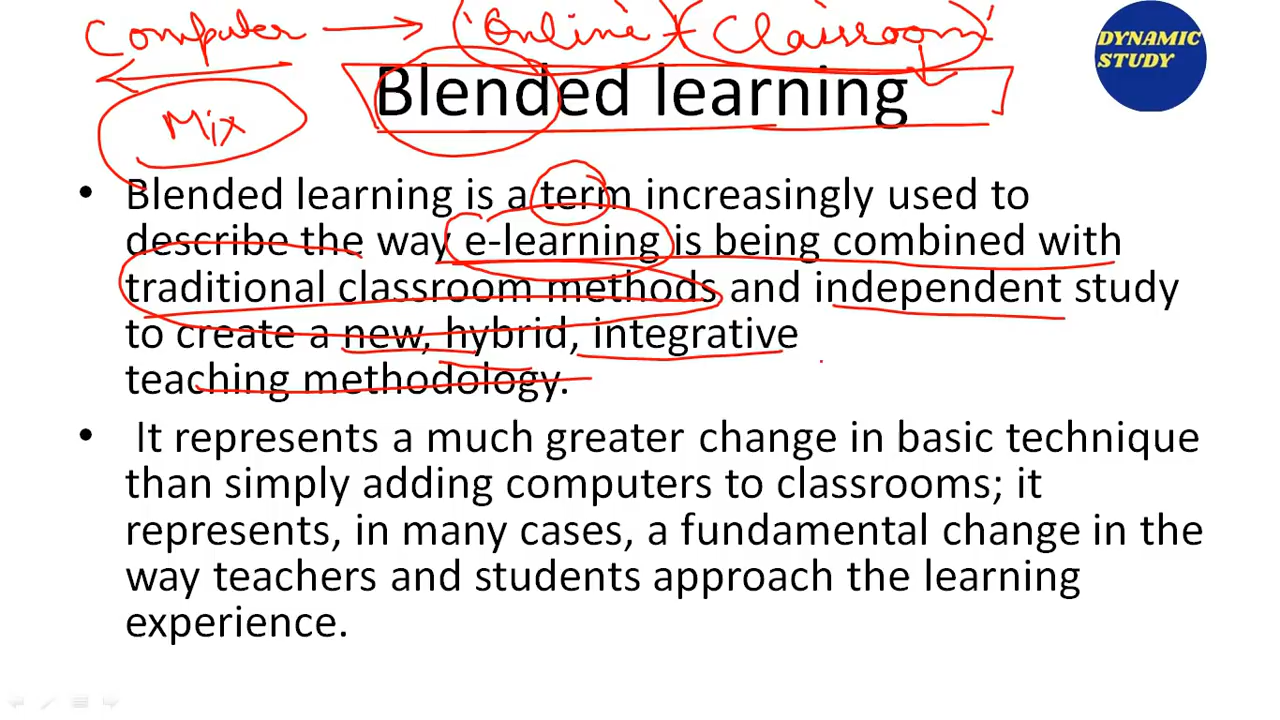 Computer → 'Online + Classroom'
DYNAMIC
STUDY
Blended learning
Mix
• Blended learning is a term increasingly used to
describe the way e-learning is being combined with
traditional classroom methods and independent study
to create a new, hybrid, integrative
teaching methodology.
• It represents a much greater change in basic technique
than simply adding computers to classrooms; it
represents, in many cases, a fundamental change in the
way teachers and students approach the learning
experience.